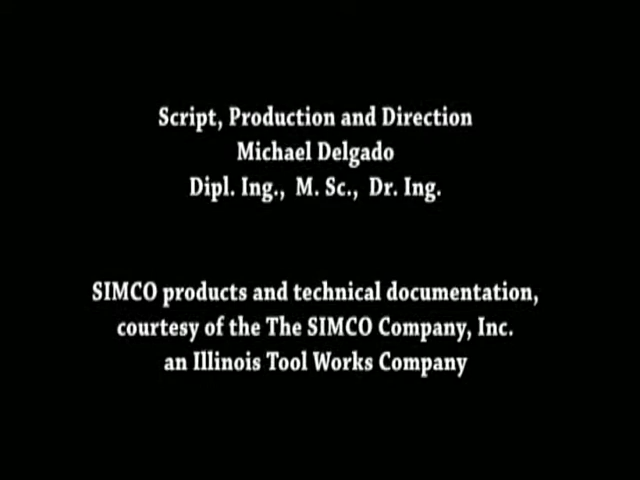 Script, Production and Direction
Michael Delgado
Dipl. Ing., M. Sc., Dr. Ing.
SIMCO products and technical documentation,
courtesy of the The SIMCO Company, Inc.
an Illinois Tool Works Company